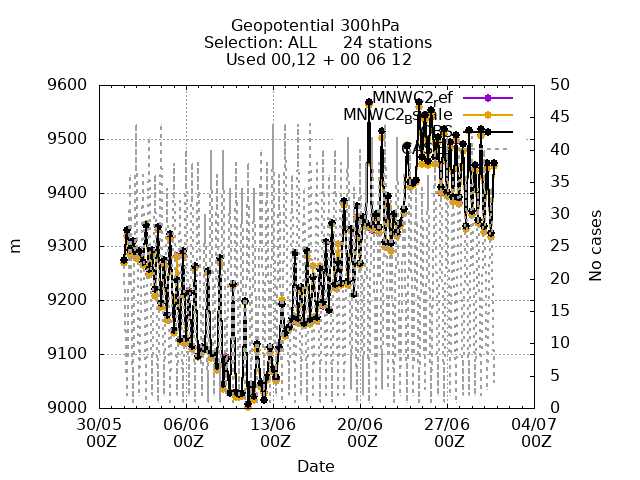 Geopotential 300hPa
Selection: ALL 24 stations
Used 00,12 + 00 06 12
9600
9500
9400
9300
9200
9100
9000
m
50
45
40
35
30
25
20
15
10
5
0
No cases
MNWC2_ref
30/05 00Z
06/06 00Z
13/06 00Z
20/06 00Z
27/06 00Z
04/07 00Z
Date